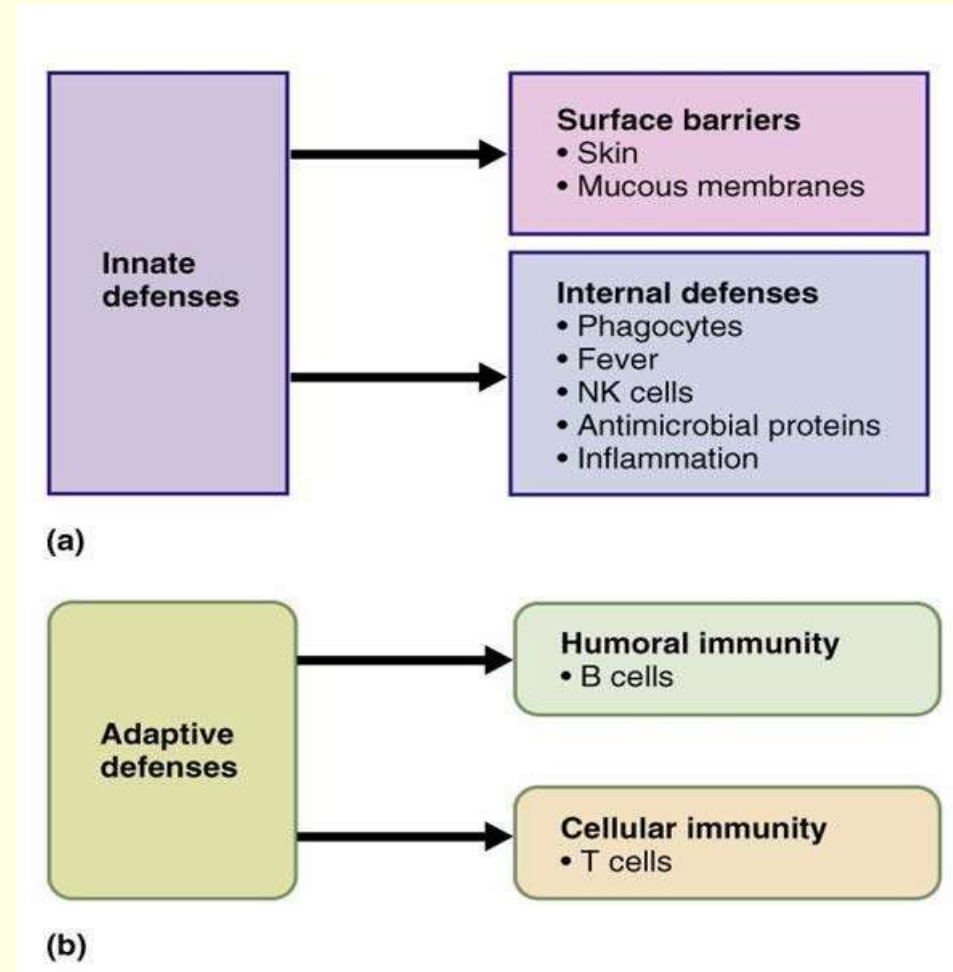 Innate
defenses
Surface barriers
• Skin
• Mucous membranes
Internal defenses
• Phagocytes
• Fever
• NK cells
• Antimicrobial proteins
• Inflammation
(a)
Adaptive
defenses
Humoral immunity
• B cells
Cellular immunity
• T cells
(b)